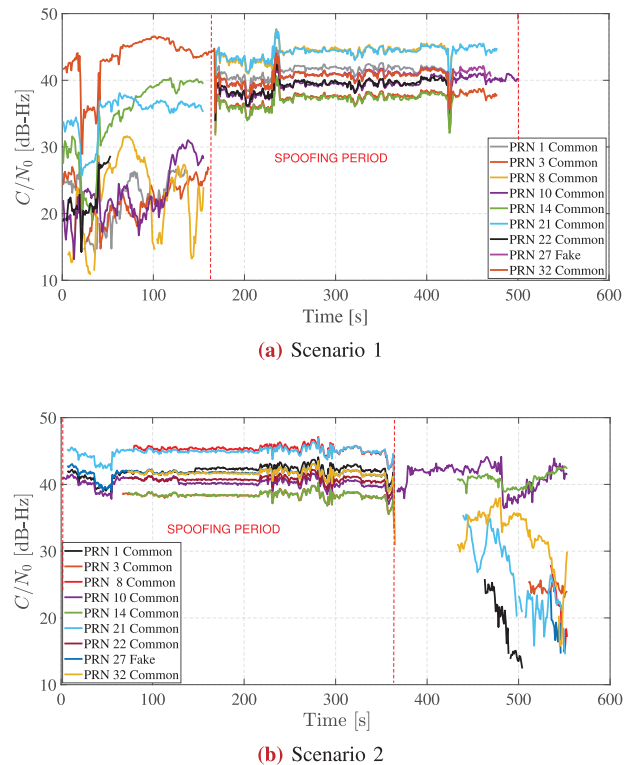 50
40
30
20
10
C/N0 [dB-Hz]
SPOOFING PERIOD
PRN 1 Common
PRN 3 Common
PRN 8 Common
PRN 10 Common
PRN 14 Common
PRN 21 Common
PRN 22 Common
PRN 27 Fake
PRN 32 Common
0 100 200 300 400 500 600
Time [s]
(a) Scenario 1
50
40
30
20
10
C/N0 [dB-Hz]
SPOOFING PERIOD
PRN 1 Common
PRN 3 Common
PRN 8 Common
PRN 10 Common
PRN 14 Common
PRN 21 Common
PRN 22 Common
PRN 27 Fake
PRN 32 Common
0 100 200 300 400 500 600
Time [s]
(b) Scenario 2